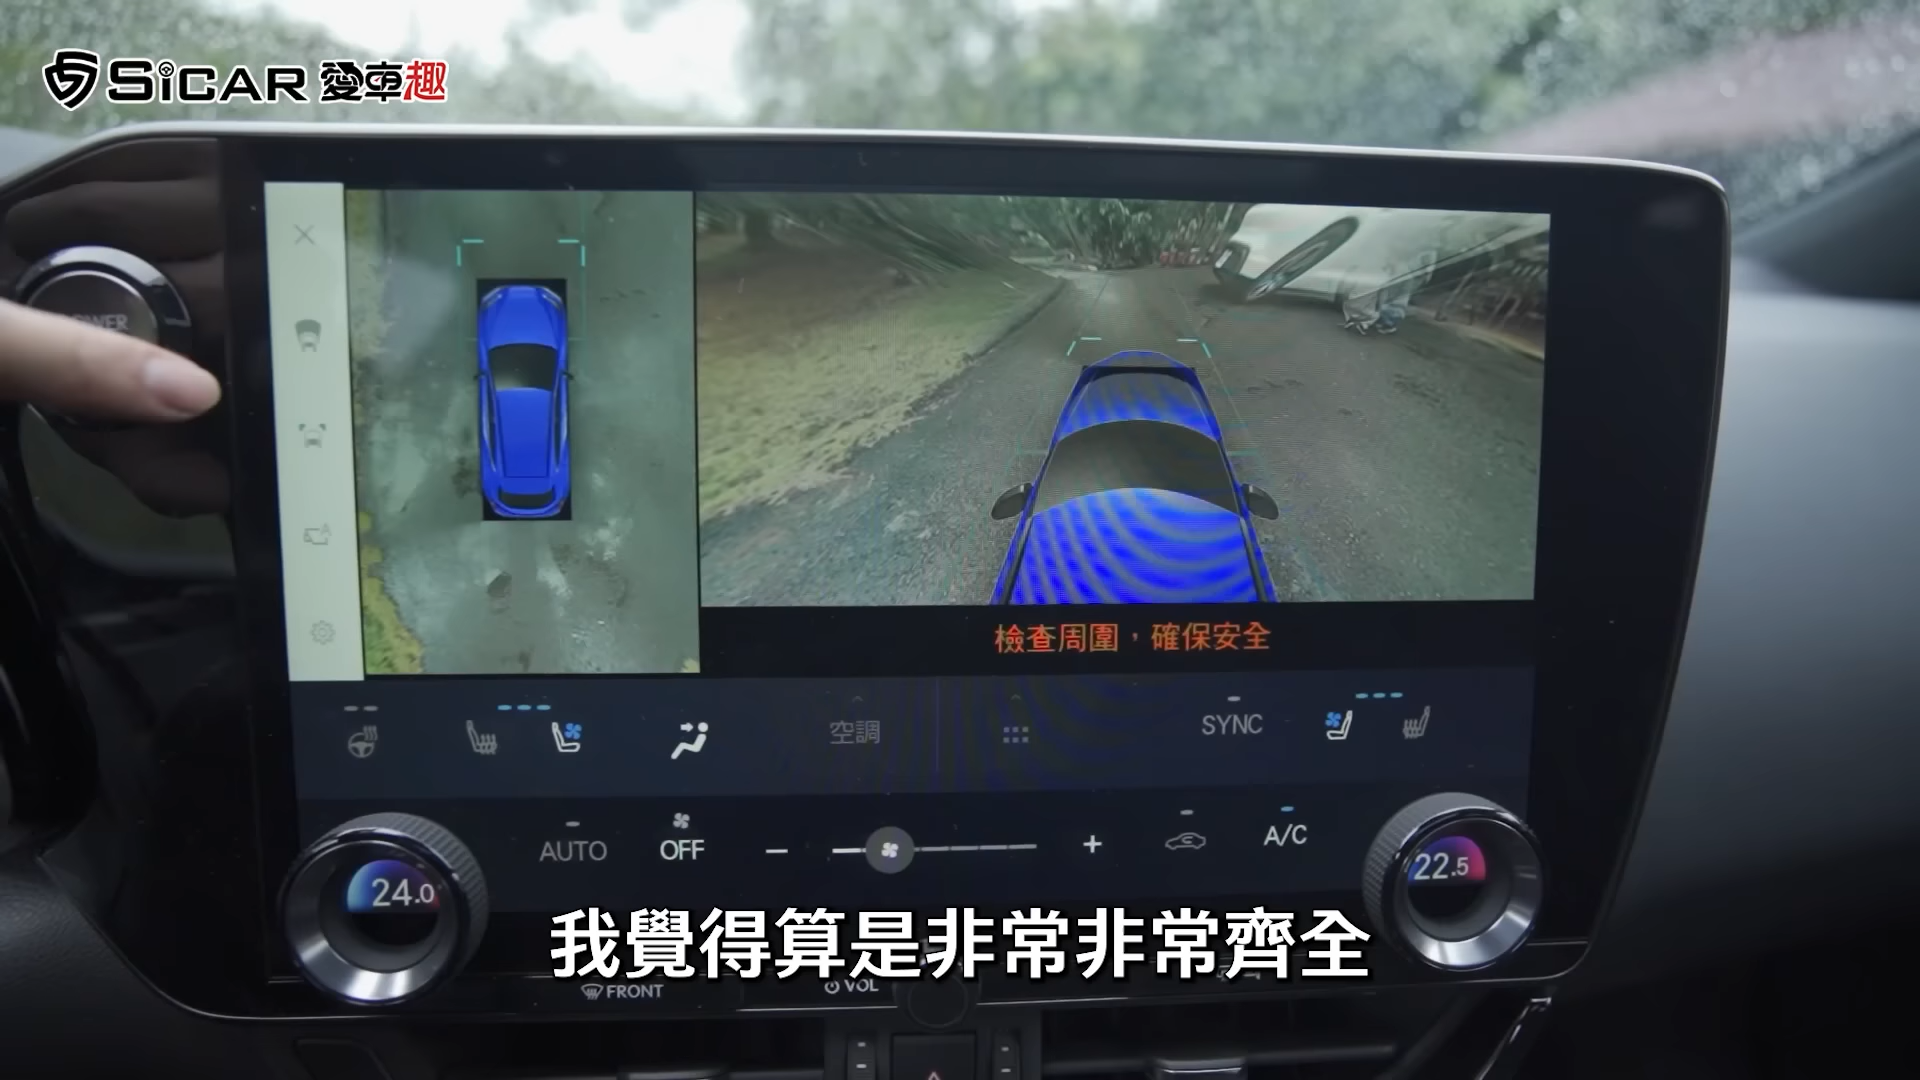 SiCAR 愛車趣
POWER
檢查周圍，確保安全
空調
SYNC
AUTO
OFF
A/C
24.0
22.5
我覺得算是非常非常齊全
FRONT
VOL